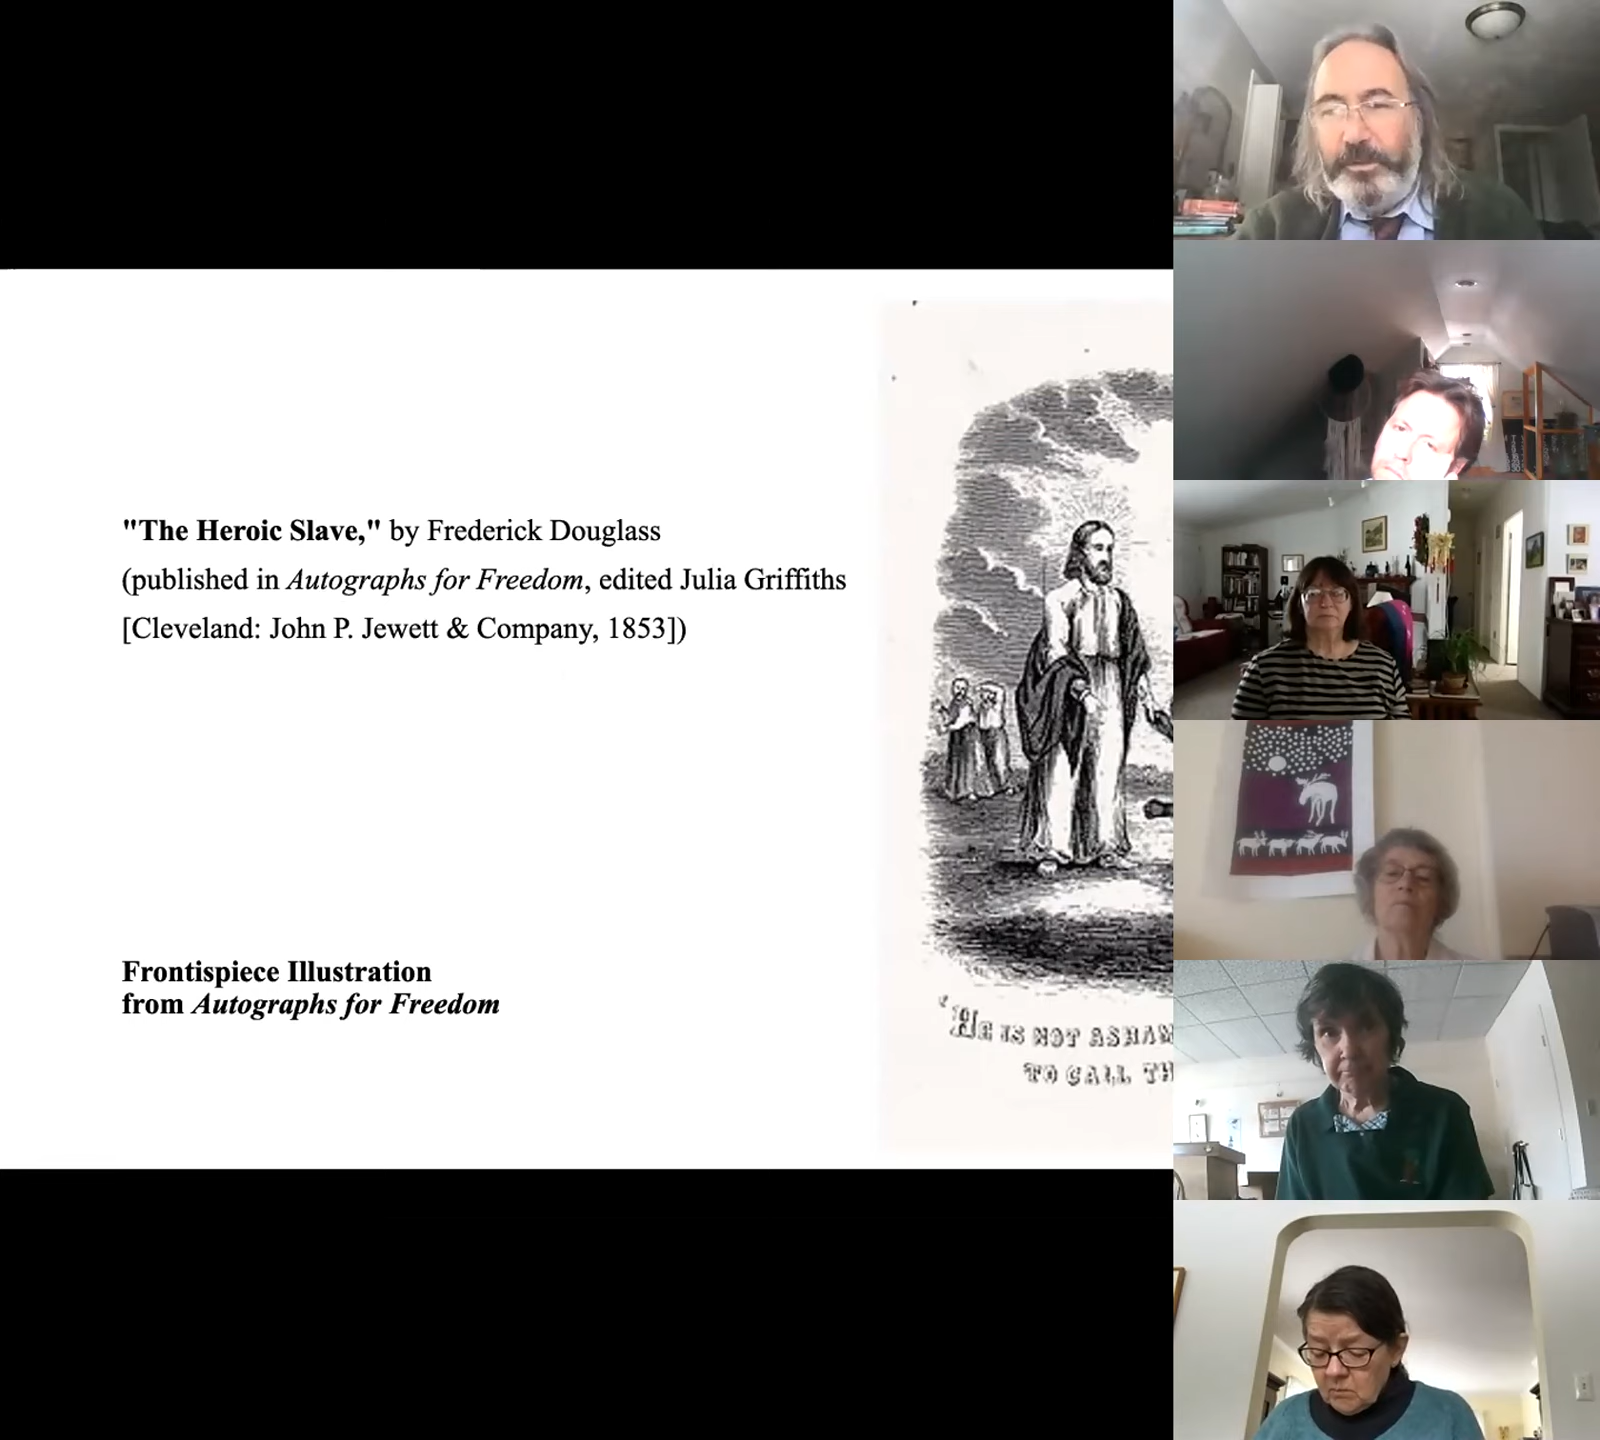 "The Heroic Slave," by Frederick Douglass
(published in Autographs for Freedom, edited Julia Griffiths
[Cleveland: John P. Jewett & Company, 1853])
Frontispiece Illustration
from Autographs for Freedom
"HE IS NOT ASHAM
TO CALL TH